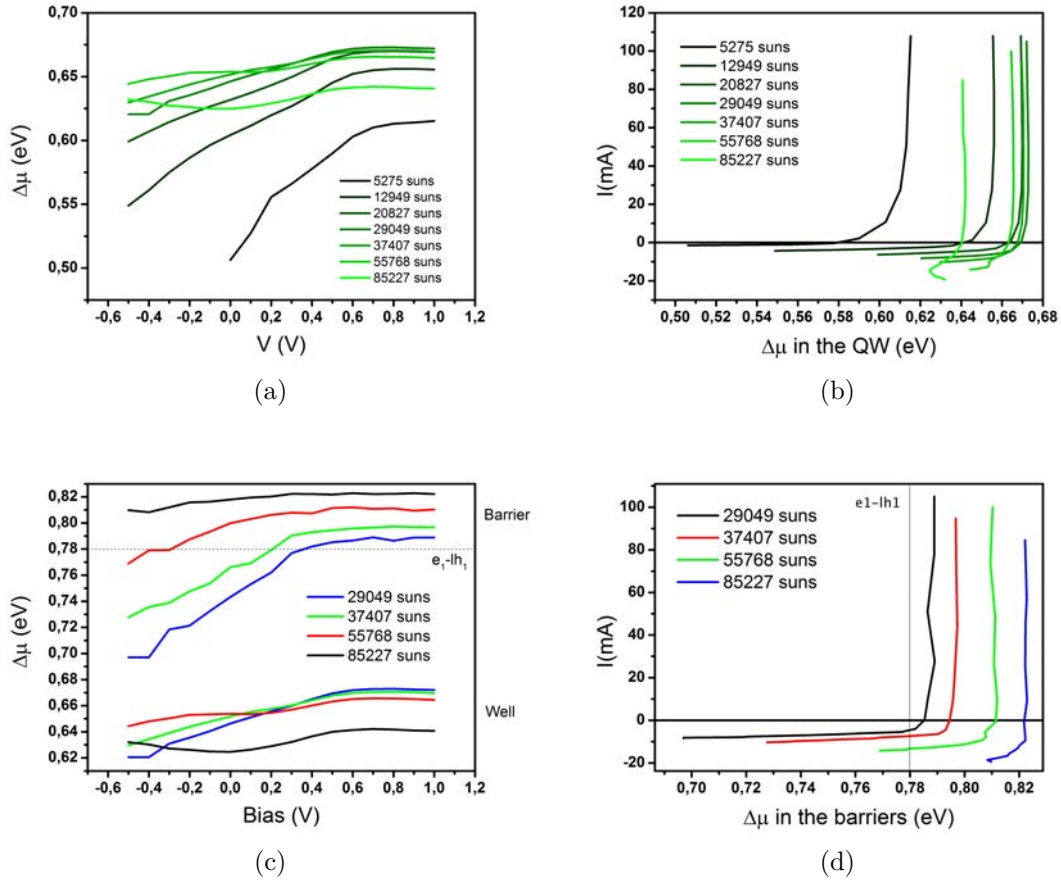 0,70
0,65
0,60
0,55
0,50
Δμ (eV)
5275 suns
12949 suns
20827 suns
29049 suns
37407 suns
55768 suns
85227 suns
-0,6 -0,4 -0,2 0,0 0,2 0,4 0,6 0,8 1,0 1,2
V (V)
(a)
120
100
80
60
40
20
0
-20
I(mA)
5275 suns
12949 suns
20827 suns
29049 suns
37407 suns
55768 suns
85227 suns
0,50 0,52 0,54 0,56 0,58 0,60 0,62 0,64 0,66 0,68
Δμ in the QW (eV)
(b)
0,82
0,80
0,78
0,76
0,74
0,72
0,70
0,68
0,66
0,64
0,62
Δμ (eV)
Barrier
e1-lh1
29049 suns
37407 suns
55768 suns
85227 suns
Well
-0,6 -0,4 -0,2 0,0 0,2 0,4 0,6 0,8 1,0 1,2
Bias (V)
(c)
100
80
60
40
20
0
-20
I(mA)
e1-lh1
29049 suns
37407 suns
55768 suns
85227 suns
0,70 0,72 0,74 0,76 0,78 0,80 0,82
Δμ in the barriers (eV)
(d)